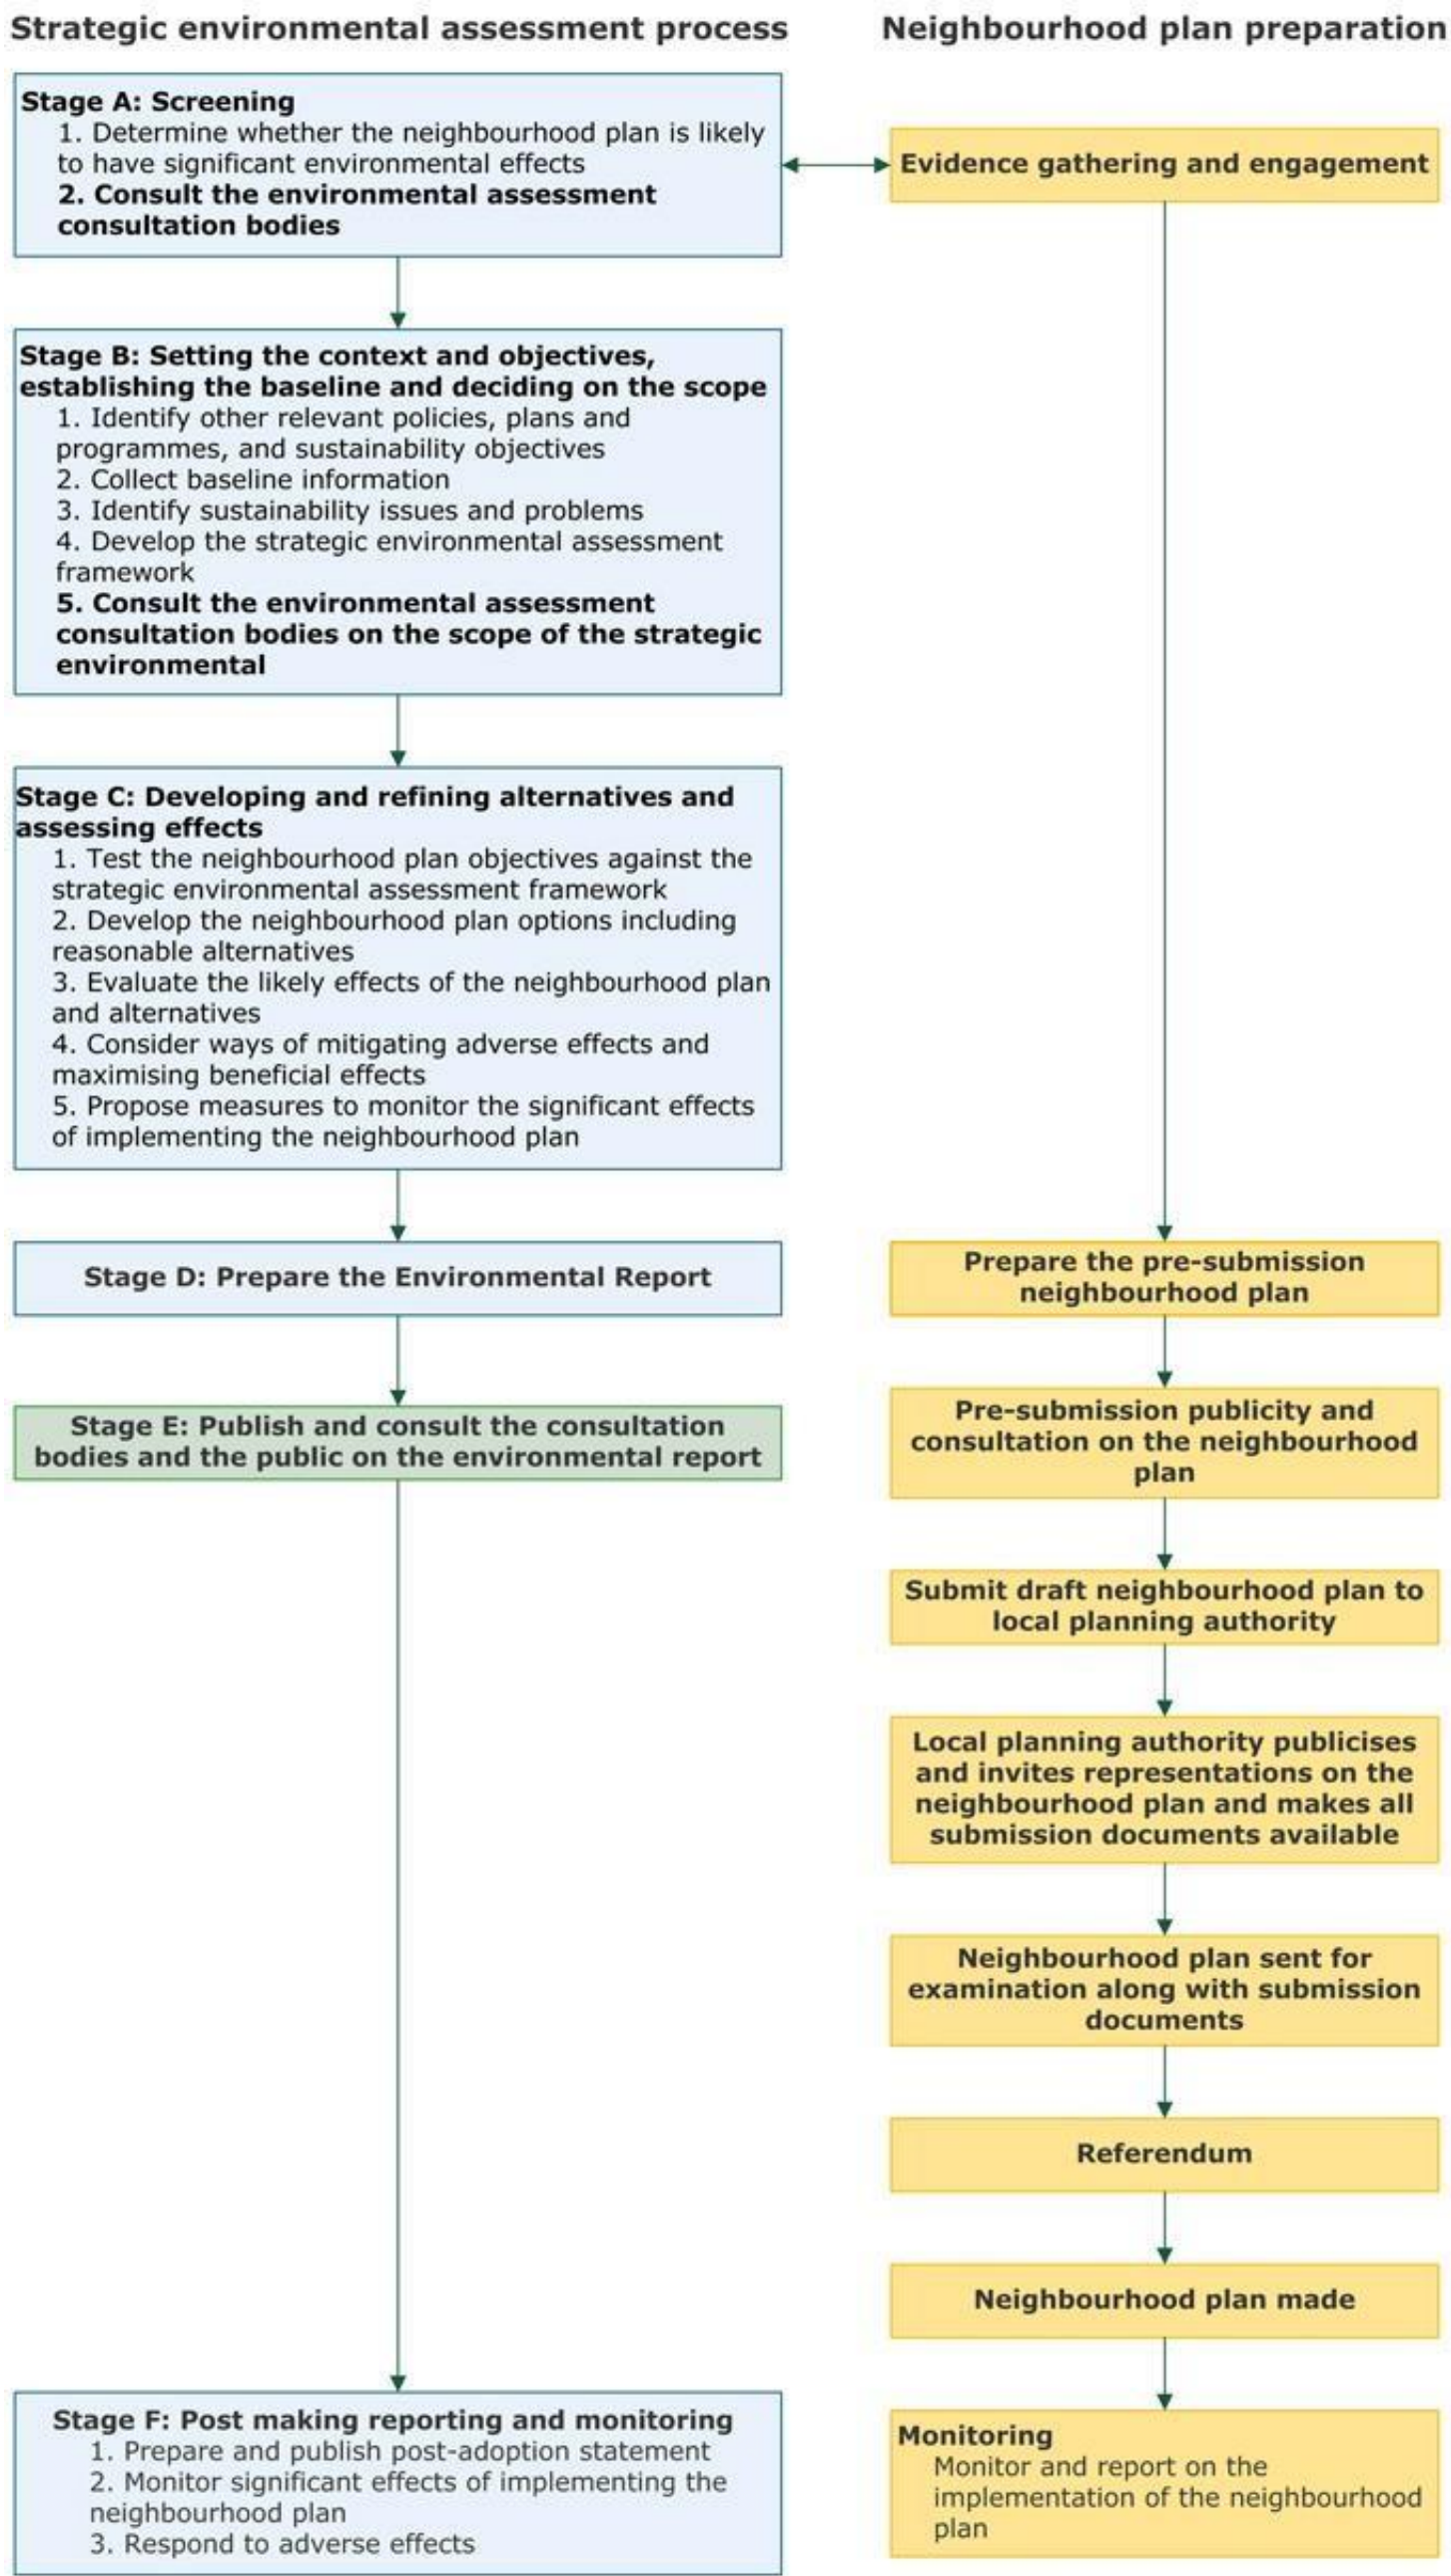 Strategic environmental assessment process
Neighbourhood plan preparation
Stage A: Screening
1. Determine whether the neighbourhood plan is likely
to have significant environmental effects
2. Consult the environmental assessment
consultation bodies
Evidence gathering and engagement
Stage B: Setting the context and objectives,
establishing the baseline and deciding on the scope
1. Identify other relevant policies, plans and
programmes, and sustainability objectives
2. Collect baseline information
3. Identify sustainability issues and problems
4. Develop the strategic environmental assessment
framework
5. Consult the environmental assessment
consultation bodies on the scope of the strategic
environmental
Stage C: Developing and refining alternatives and
assessing effects
1. Test the neighbourhood plan objectives against the
strategic environmental assessment framework
2. Develop the neighbourhood plan options including
reasonable alternatives
3. Evaluate the likely effects of the neighbourhood plan
and alternatives
4. Consider ways of mitigating adverse effects and
maximising beneficial effects
5. Propose measures to monitor the significant effects
of implementing the neighbourhood plan
Stage D: Prepare the Environmental Report
Prepare the pre-submission
neighbourhood plan
Stage E: Publish and consult the consultation
bodies and the public on the environmental report
Pre-submission publicity and
consultation on the neighbourhood
plan
Submit draft neighbourhood plan to
local planning authority
Local planning authority publicises
and invites representations on the
neighbourhood plan and makes all
submission documents available
Neighbourhood plan sent for
examination along with submission
documents
Referendum
Neighbourhood plan made
Stage F: Post making reporting and monitoring
1. Prepare and publish post-adoption statement
2. Monitor significant effects of implementing the
neighbourhood plan
3. Respond to adverse effects
Monitoring
Monitor and report on the
implementation of the neighbourhood
plan